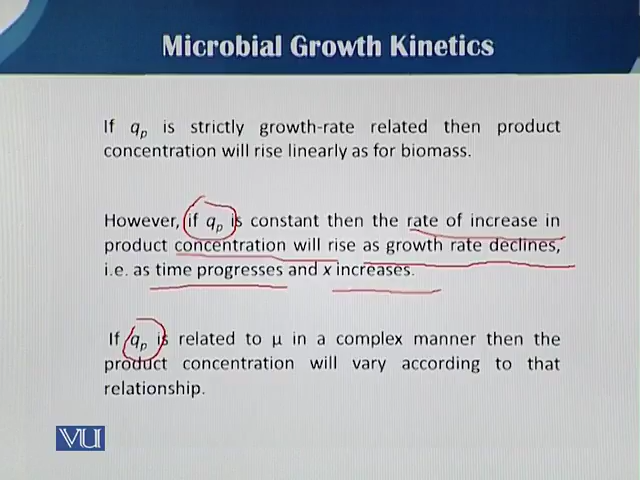 Microbial Growth Kinetics
If qp is strictly growth-rate related then product
concentration will rise linearly as for biomass.
However, if qp is constant then the rate of increase in
product concentration will rise as growth rate declines,
i.e. as time progresses and x increases.
If qp is related to μ in a complex manner then the
product concentration will vary according to that
relationship.
VU